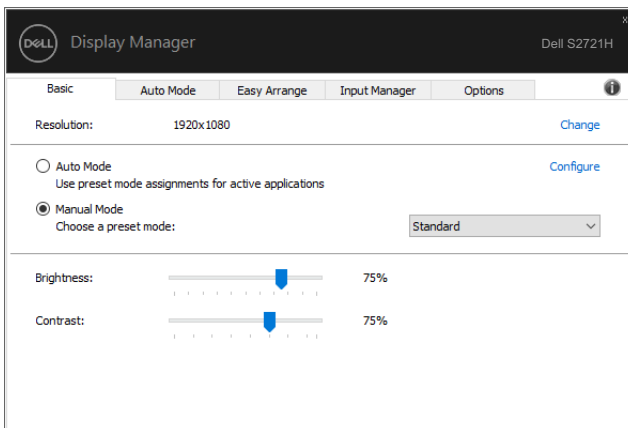 DELL Display Manager
Dell S2721H
x
Basic Auto Mode Easy Arrange Input Manager Options
Resolution: 1920x1080 Change
Auto Mode Configure
Use preset mode assignments for active applications
Manual Mode
Choose a preset mode: Standard
Brightness: 75%
Contrast: 75%